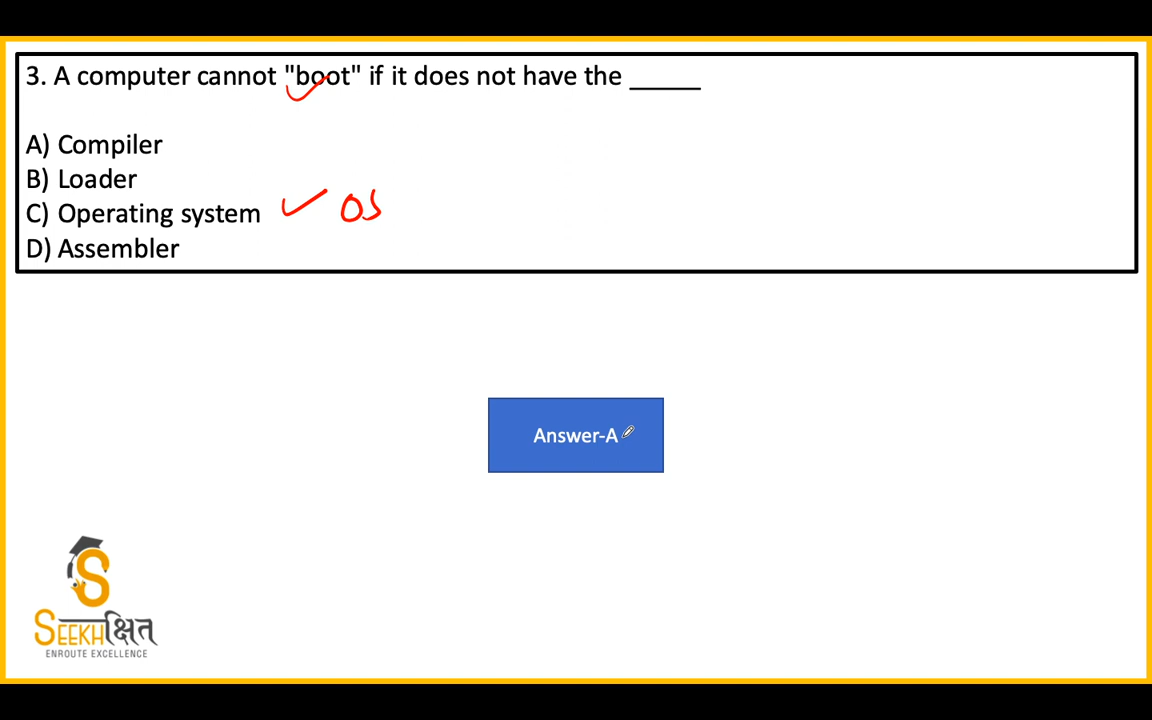 3. A computer cannot "boot" if it does not have the _____
A) Compiler
B) Loader
C) Operating system OS
D) Assembler
Answer-A
S
SEEKHक्षित
ENROUTE EXCELLENCE